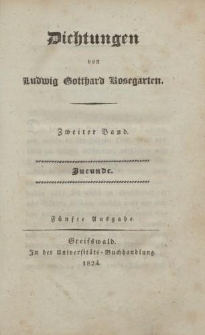 Dichtungen
von
Ludwig Gotthard Kosegarten.
Zweiter Band.
Jucunde.
Fünfte Ausgabe
Greifswald.
In der Universitäts-Buchhandlung
1824.